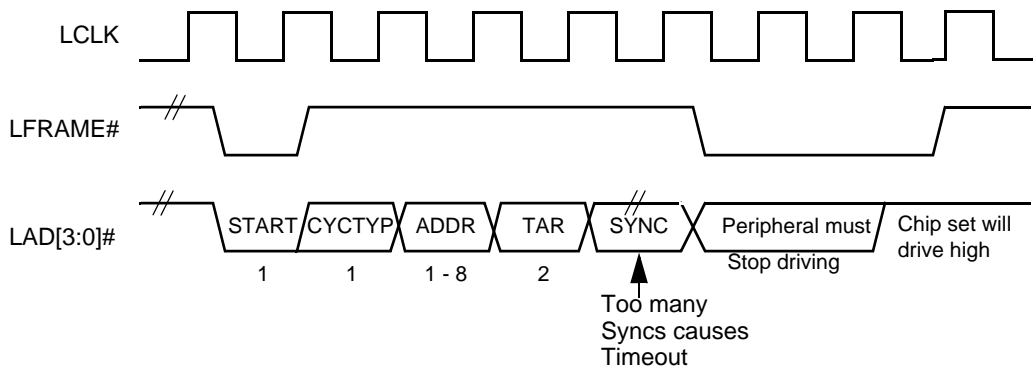 LCLK
LFRAME#
LAD[3:0]#
START
CYCTYP
ADDR
TAR
SYNC
Peripheral must
Stop driving
Chip set will
drive high
1
1
1 - 8
2
Too many
Syncs causes
Timeout